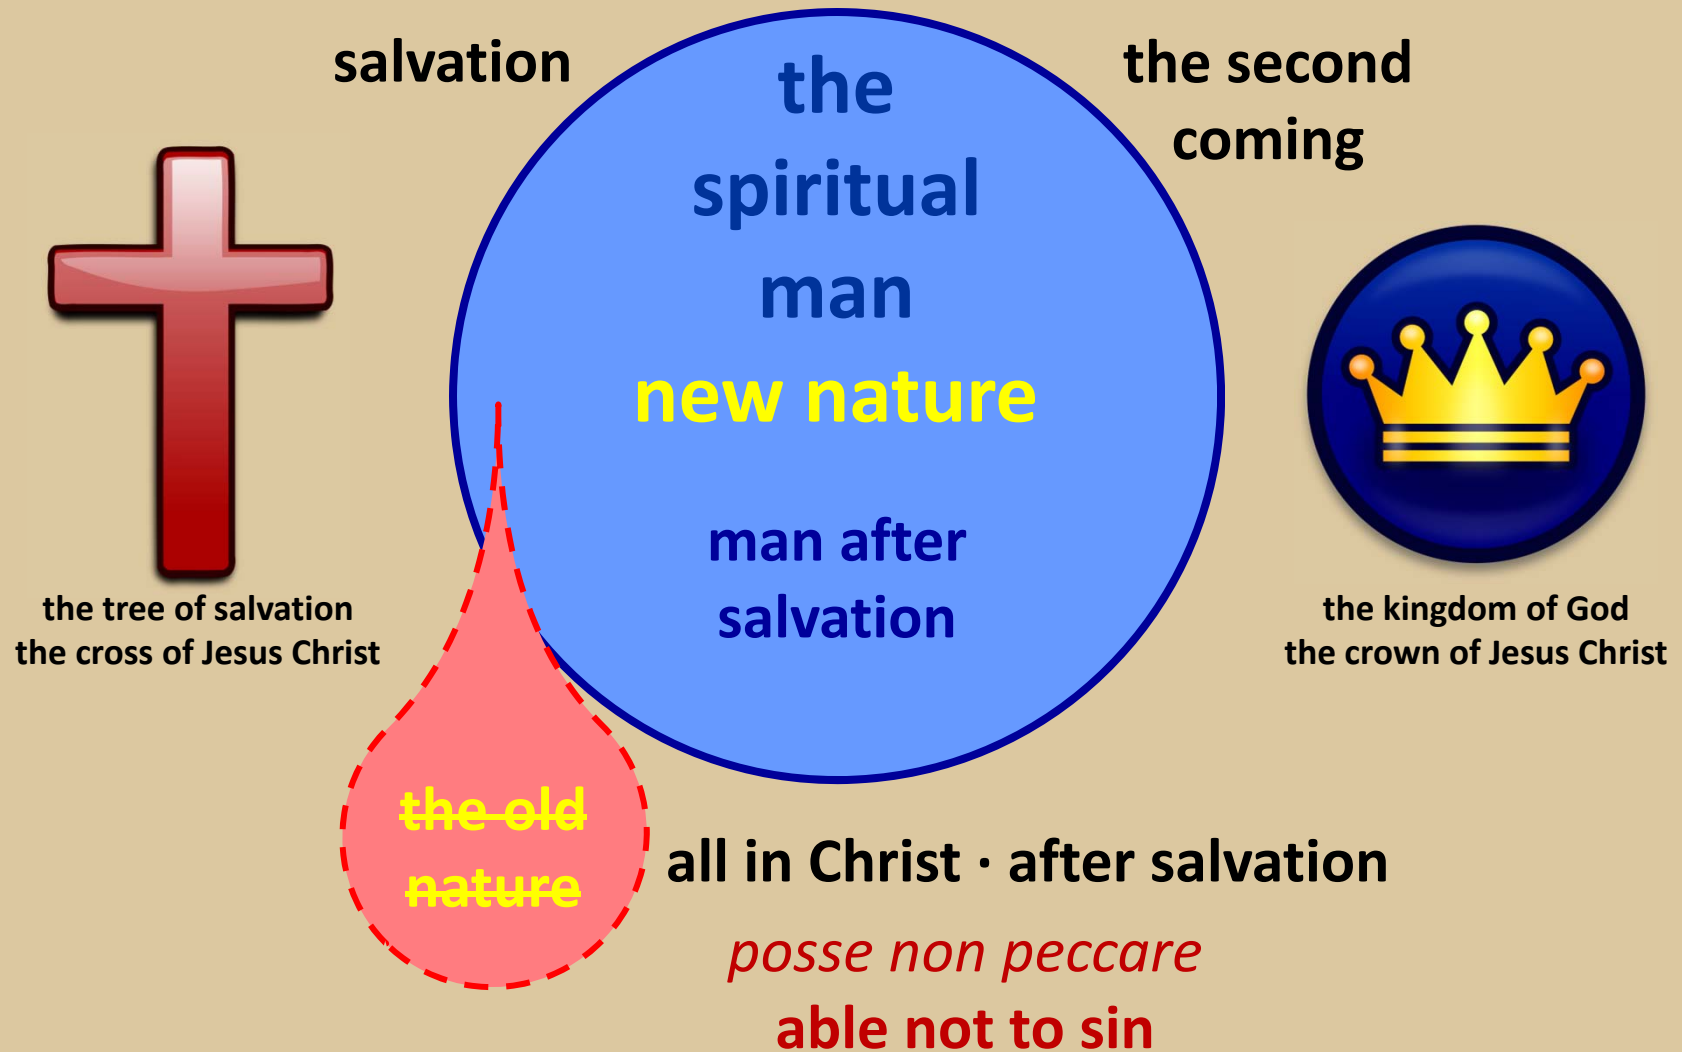 salvation
the second
coming
the
spiritual
man
new nature
man after
salvation
the tree of salvation
the cross of Jesus Christ
the kingdom of God
the crown of Jesus Christ
the old
nature
all in Christ · after salvation
posse non peccare
able not to sin